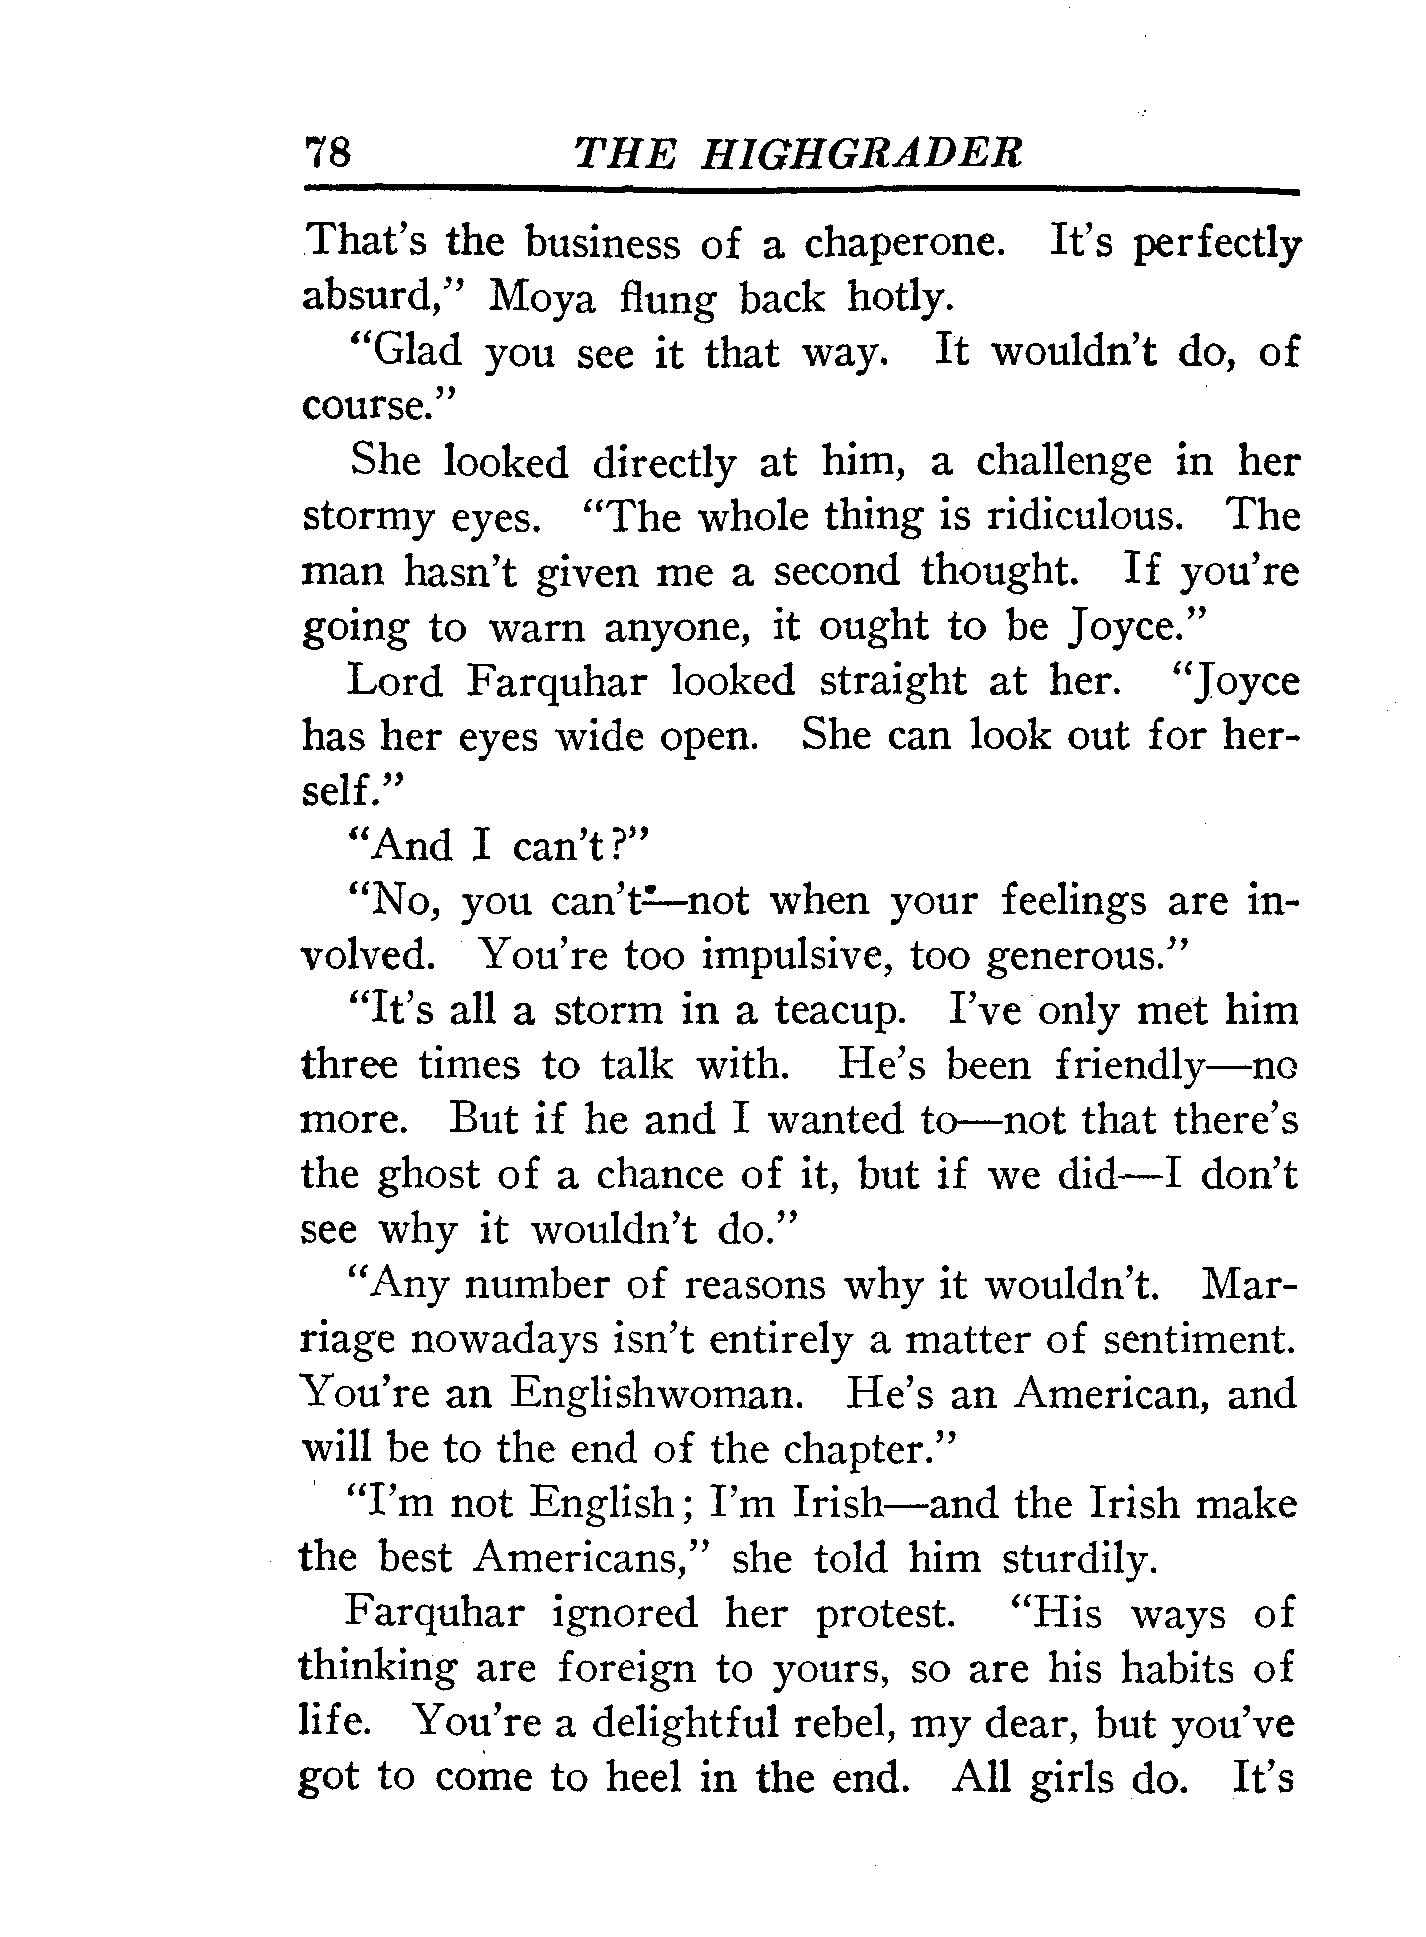 78 THE HIGHGRADER
That's the business of a chaperone. It's perfectly
absurd," Moya flung back hotly.
"Glad you see it that way. It wouldn't do, of
course."
She looked directly at him, a challenge in her
stormy eyes. "The whole thing is ridiculous. The
man hasn't given me a second thought. If you're
going to warn anyone, it ought to be Joyce."
Lord Farquhar looked straight at her. "Joyce
has her eyes wide open. She can look out for her-
self."
"And I can't?"
"No, you can't—not when your feelings are in-
volved. You're too impulsive, too generous."
"It's all a storm in a teacup. I've only met him
three times to talk with. He's been friendly—no
more. But if he and I wanted to—not that there's
the ghost of a chance of it, but if we did—I don't
see why it wouldn't do."
"Any number of reasons why it wouldn't. Mar-
riage nowadays isn't entirely a matter of sentiment.
You're an Englishwoman. He's an American, and
will be to the end of the chapter."
"I'm not English; I'm Irish—and the Irish make
the best Americans," she told him sturdily.
Farquhar ignored her protest. "His ways of
thinking are foreign to yours, so are his habits of
life. You're a delightful rebel, my dear, but you've
got to come to heel in the end. All girls do. It's